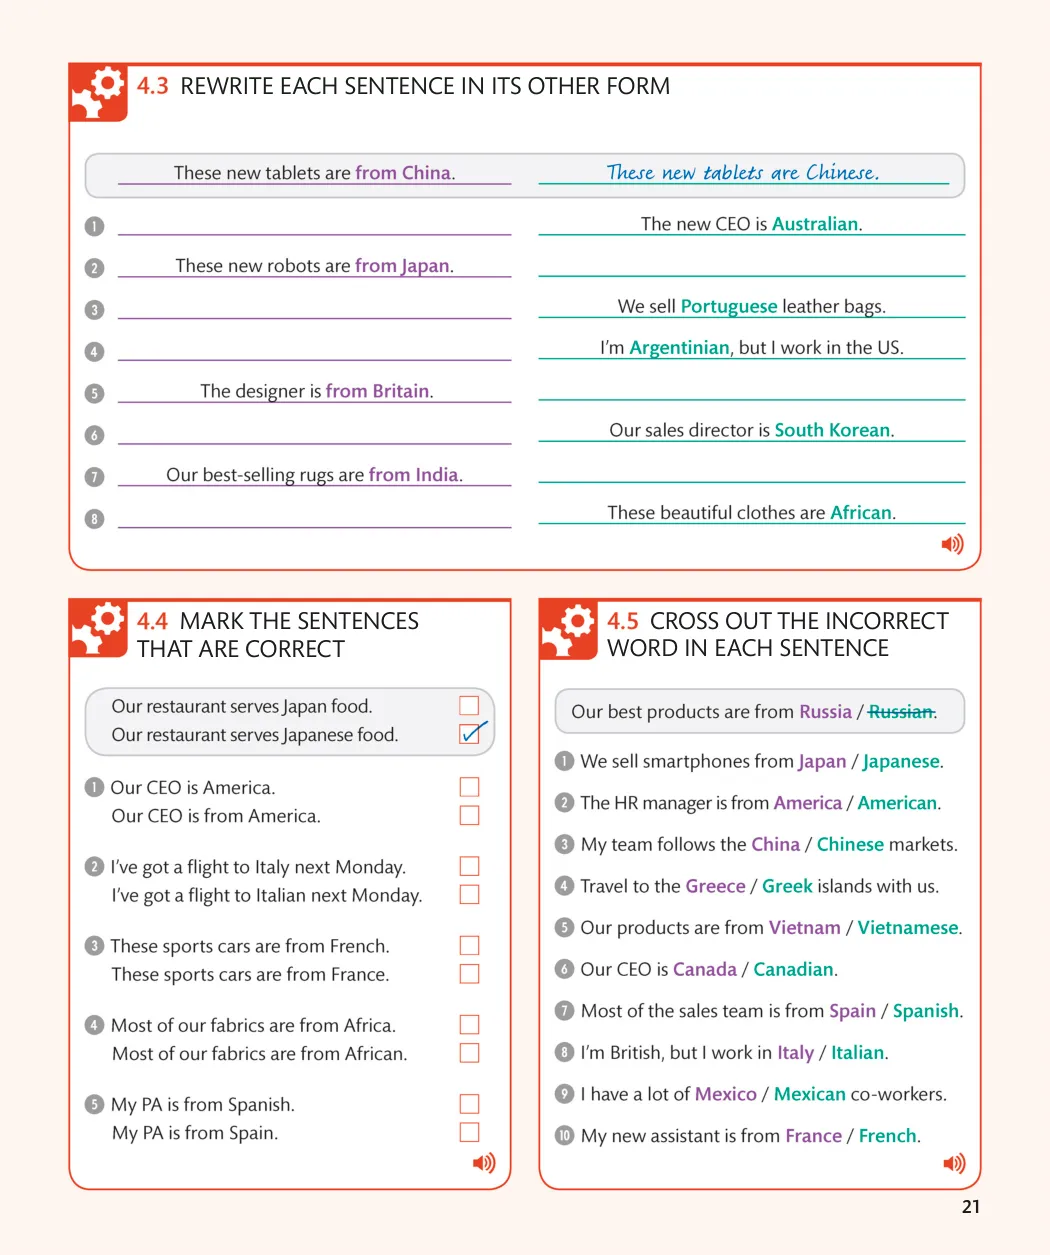 4.3 REWRITE EACH SENTENCE IN ITS OTHER FORM
These new tablets are from China. These new tablets are Chinese.
1 The new CEO is Australian.
2 These new robots are from Japan.
3 We sell Portuguese leather bags.
4 I'm Argentinian, but I work in the US.
5 The designer is from Britain.
6 Our sales director is South Korean.
7 Our best-selling rugs are from India.
8 These beautiful clothes are African.
4.4 MARK THE SENTENCES
THAT ARE CORRECT
Our restaurant serves Japan food.
Our restaurant serves Japanese food.
1 Our CEO is America.
Our CEO is from America.
2 I've got a flight to Italy next Monday.
I've got a flight to Italian next Monday.
3 These sports cars are from French.
These sports cars are from France.
4 Most of our fabrics are from Africa.
Most of our fabrics are from African.
5 My PA is from Spanish.
My PA is from Spain.
4.5 CROSS OUT THE INCORRECT
WORD IN EACH SENTENCE
Our best products are from Russia / Russian.
1 We sell smartphones from Japan / Japanese.
2 The HR manager is from America / American.
3 My team follows the China / Chinese markets.
4 Travel to the Greece / Greek islands with us.
5 Our products are from Vietnam / Vietnamese.
6 Our CEO is Canada / Canadian.
7 Most of the sales team is from Spain / Spanish.
8 I'm British, but I work in Italy / Italian.
9 I have a lot of Mexico / Mexican co-workers.
10 My new assistant is from France / French.
21